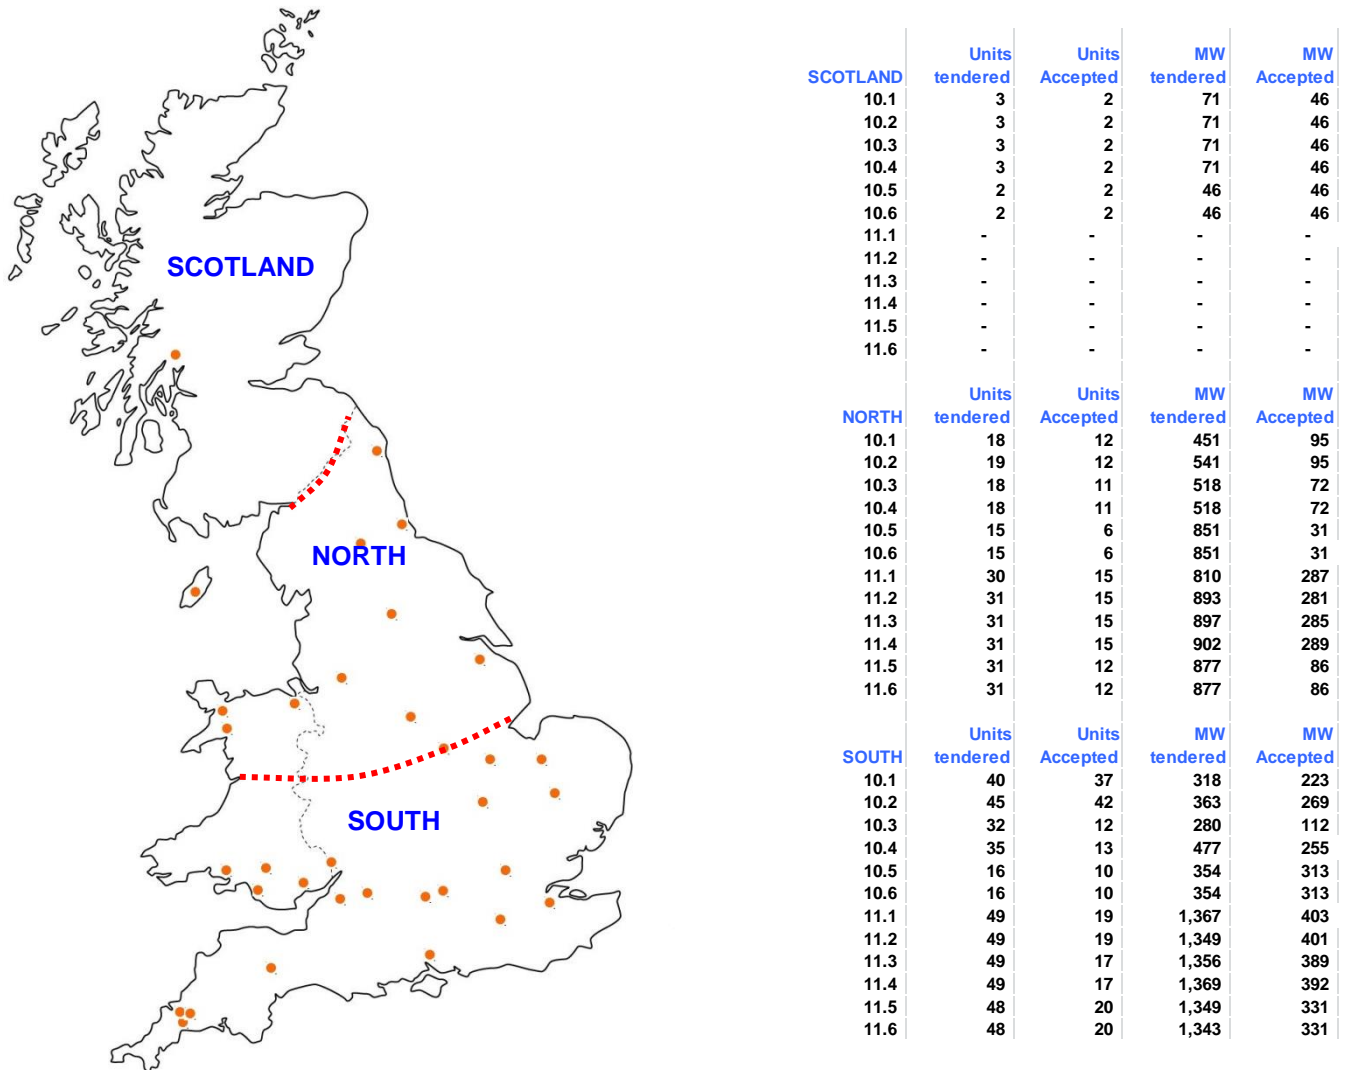 SCOTLAND
NORTH
SOUTH
Units Units MW MW
SCOTLAND tendered Accepted tendered Accepted
10.1 3 2 71 46
10.2 3 2 71 46
10.3 3 2 71 46
10.4 3 2 71 46
10.5 2 2 46 46
10.6 2 2 46 46
11.1 - - - -
11.2 - - - -
11.3 - - - -
11.4 - - - -
11.5 - - - -
11.6 - - - -
Units Units MW MW
NORTH tendered Accepted tendered Accepted
10.1 18 12 451 95
10.2 19 12 541 95
10.3 18 11 518 72
10.4 18 11 518 72
10.5 15 6 851 31
10.6 15 6 851 31
11.1 30 15 810 287
11.2 31 15 893 281
11.3 31 15 897 285
11.4 31 15 902 289
11.5 31 12 877 86
11.6 31 12 877 86
Units Units MW MW
SOUTH tendered Accepted tendered Accepted
10.1 40 37 318 223
10.2 45 42 363 269
10.3 32 12 280 112
10.4 35 13 477 255
10.5 16 10 354 313
10.6 16 10 354 313
11.1 49 19 1,367 403
11.2 49 19 1,349 401
11.3 49 17 1,356 389
11.4 49 17 1,369 392
11.5 48 20 1,349 331
11.6 48 20 1,343 331